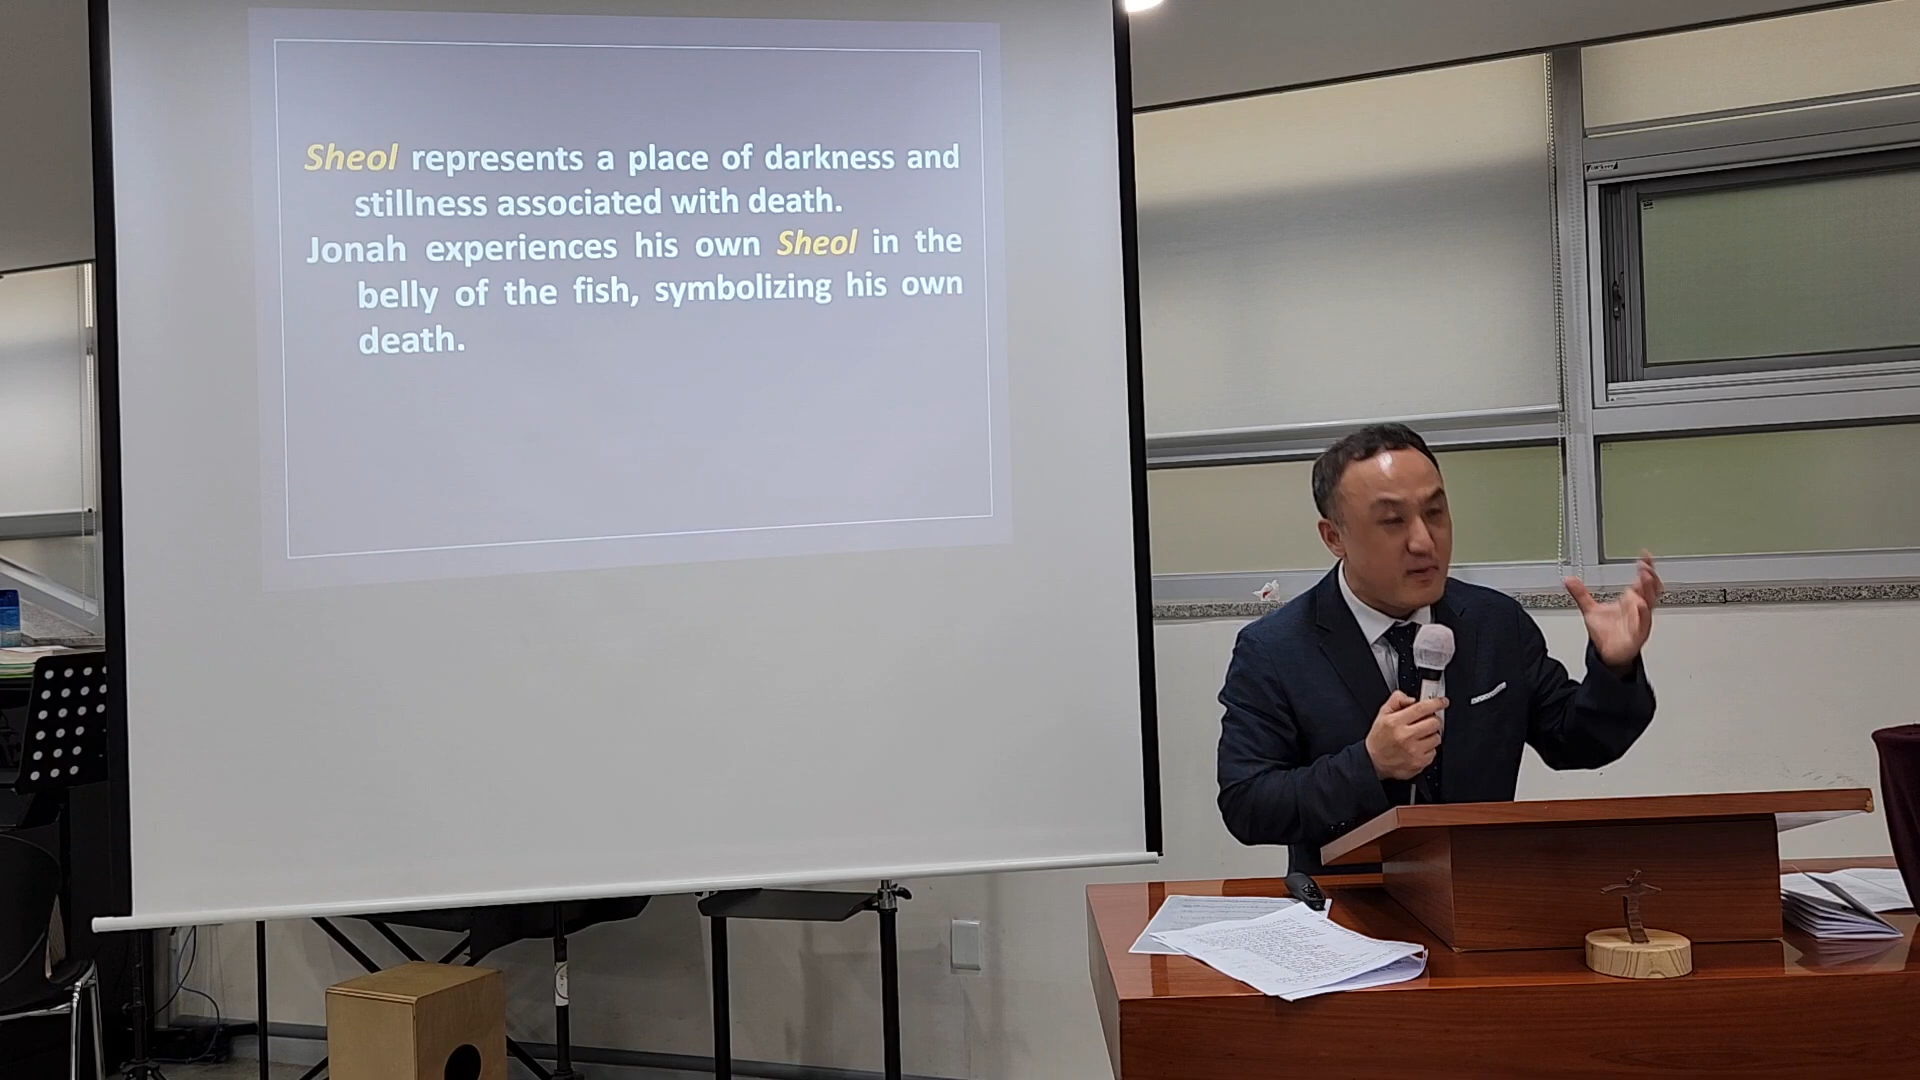 Sheol represents a place of darkness and
stillness associated with death.
Jonah experiences his own Sheol in the
belly of the fish, symbolizing his own
death.